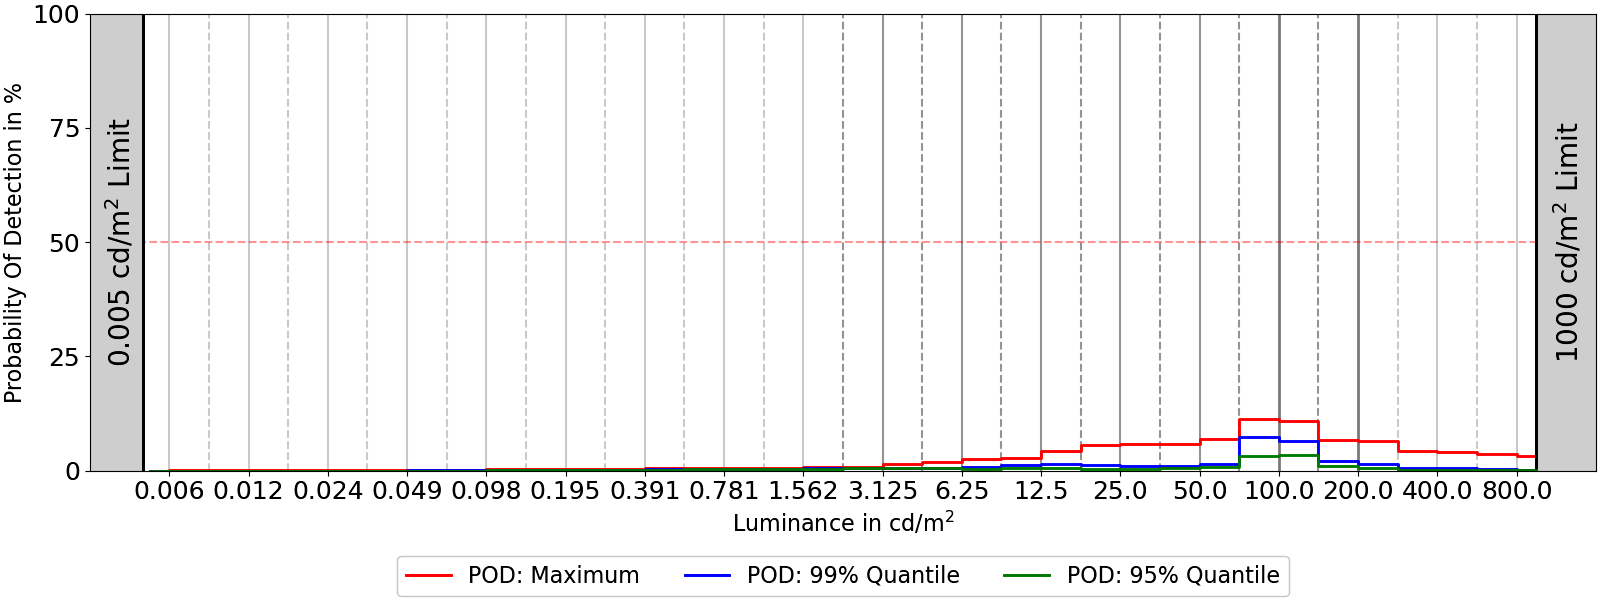 100
75
50
25
0
Probability Of Detection in %
0.005 cd/m² Limit
1000 cd/m² Limit
0.006 0.012 0.024 0.049 0.098 0.195 0.391 0.781 1.562 3.125 6.25 12.5 25.0 50.0 100.0 200.0 400.0 800.0
Luminance in cd/m²
POD: Maximum POD: 99% Quantile POD: 95% Quantile